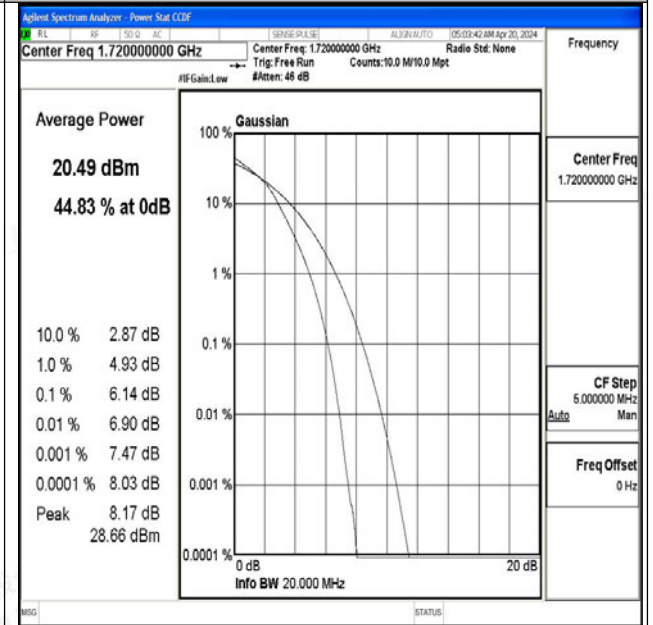 Agilent Spectrum Analyzer - Power Stat CCDF
RL RF 50 Ω AC SENSE:PULSE ALIGN AUTO 05:03:42 AM Apr 20, 2024
Center Freq 1.720000000 GHz
Center Freq: 1.720000000 GHz Radio Std: None
Trig: Free Run Counts:10.0 M/10.0 Mpt
#IFGain:Low #Atten: 46 dB
Frequency
Average Power
20.49 dBm
44.83 % at 0dB
10.0 % 2.87 dB
1.0 % 4.93 dB
0.1 % 6.14 dB
0.01 % 6.90 dB
0.001 % 7.47 dB
0.0001 % 8.03 dB
Peak 8.17 dB
28.66 dBm
Gaussian
100 %
10 %
1 %
0.1 %
0.01 %
0.001 %
0.0001 %
0 dB 20 dB
Info BW 20.000 MHz
Center Freq
1.720000000 GHz
CF Step
5.000000 MHz
Auto Man
Freq Offset
0 Hz
MSG STATUS